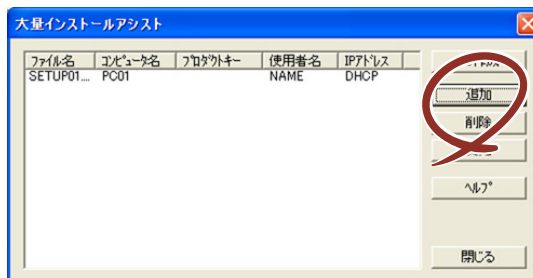 大量インストールアシスト
ファイル名 コンピュータ名 プロダクトキー 使用者名 IPアドレス
SETUP01... PC01 NAME DHCP
追加
削除
ヘルプ
閉じる